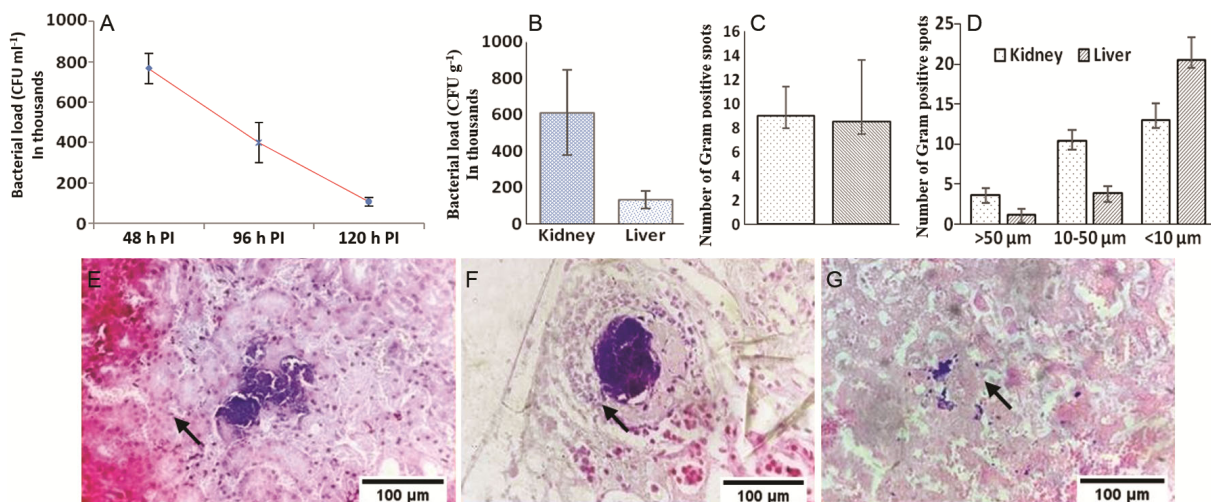 A
Bacterial load (CFU ml⁻¹)
In thousands
1000
800
600
400
200
0
48 h PI
96 h PI
120 h PI
B
Bacterial load (CFU g⁻¹)
In thousands
1000
800
600
400
200
0
Kidney
Liver
C
Number of Gram positive spots
16
14
12
10
8
6
4
2
0
D
Number of Gram positive spots
25
20
15
10
5
0
Kidney
Liver
>50 µm
10-50 µm
<10 µm
E
100 µm
F
100 µm
G
100 µm